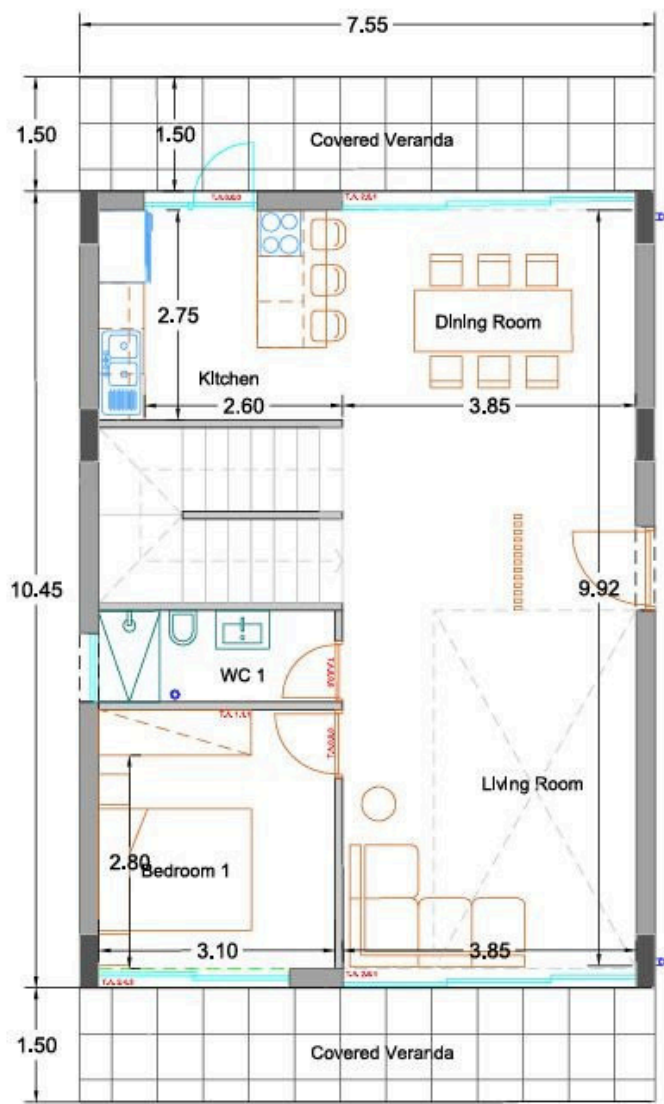 7.55
1.50
1.50
Covered Veranda
2.75
Dining Room
Kitchen
2.60
3.85
10.45
9.92
WC 1
Living Room
2.80
Bedroom 1
3.10
3.85
1.50
Covered Veranda